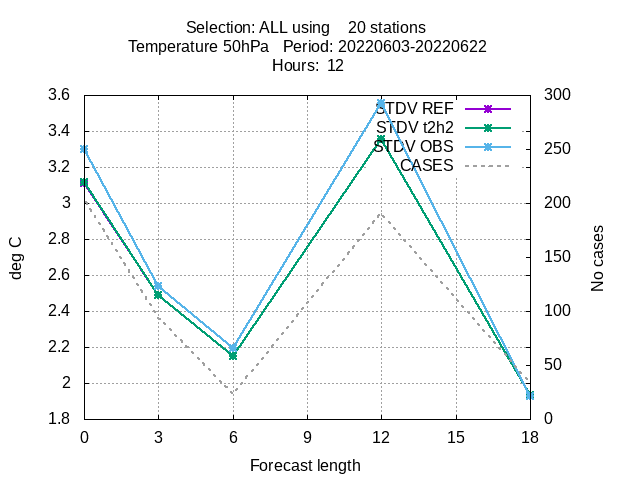 Selection: ALL using    20 stations
Temperature 50hPa   Period: 20220603-20220622
Hours:  12
3.6
3.4
3.2
3
2.8
2.6
2.4
2.2
2
1.8
deg C
STDV REF
STDV t2h2
STDV OBS
CASES
300
250
200
150
100
50
0
No cases
0 3 6 9 12 15 18
Forecast length